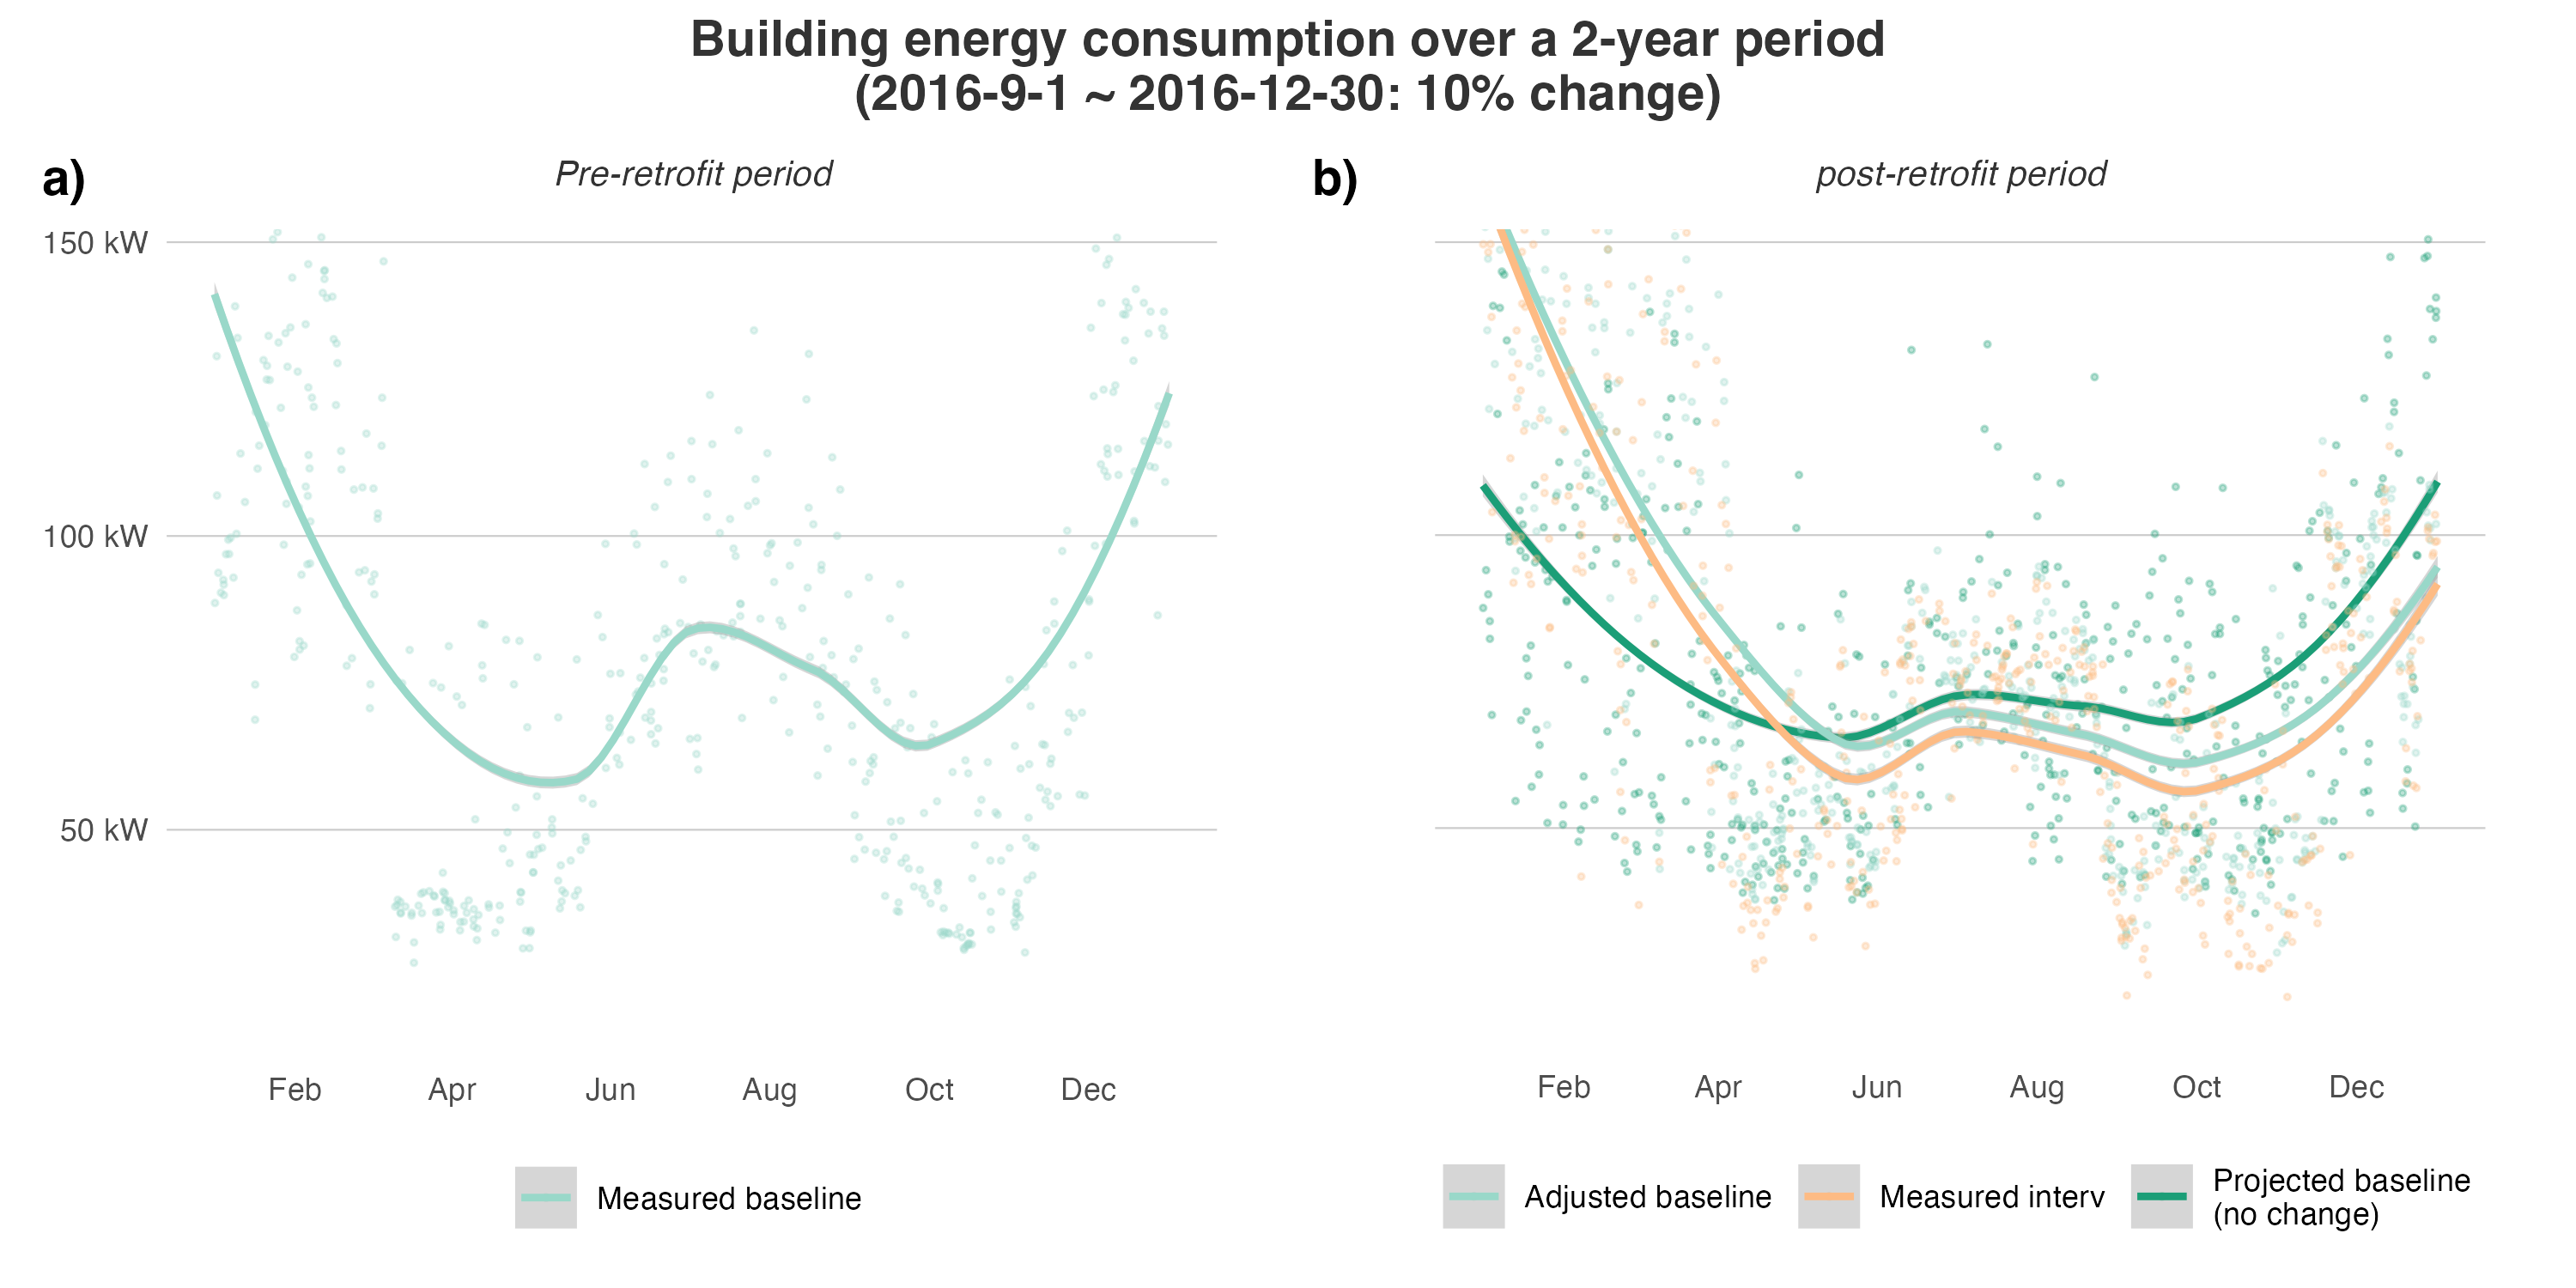 Building energy consumption over a 2-year period
(2016-9-1 ~ 2016-12-30: 10% change)
a)
Pre-retrofit period
150 kW
100 kW
50 kW
Feb Apr Jun Aug Oct Dec
Measured baseline
b)
post-retrofit period
Feb Apr Jun Aug Oct Dec
Adjusted baseline
Measured interv
Projected baseline
(no change)